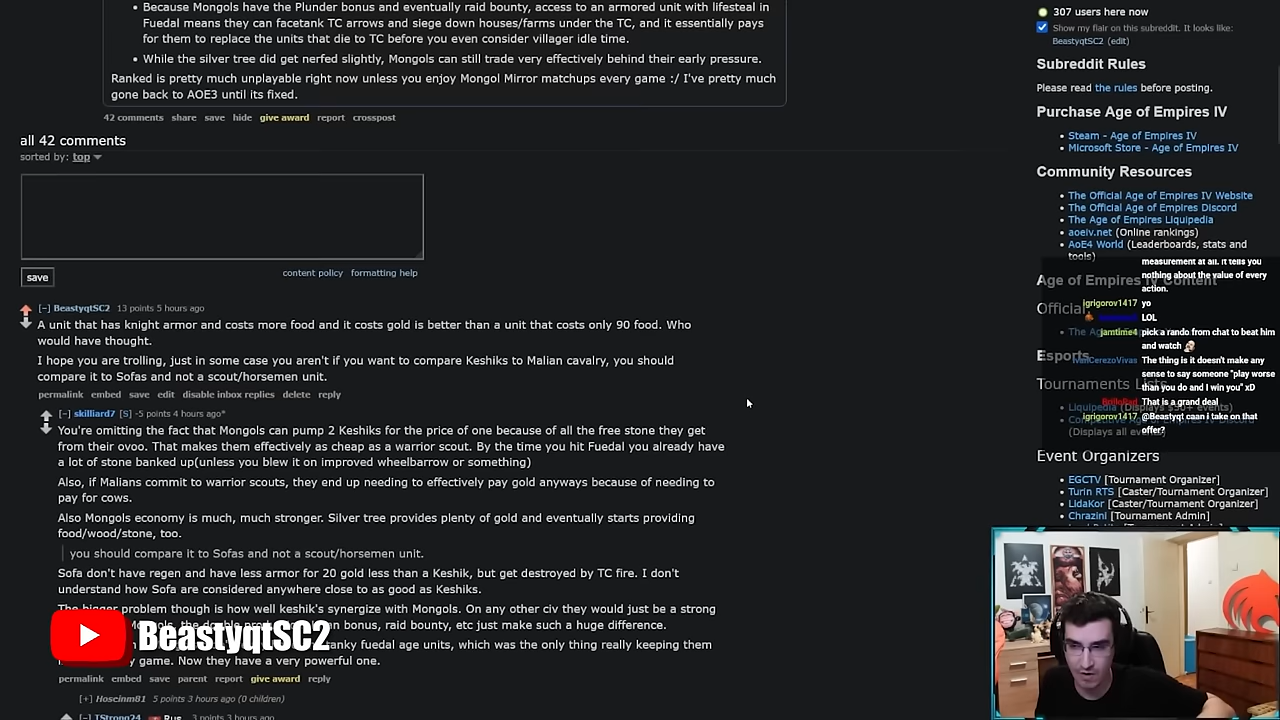 • Because Mongols have the Plunder bonus and eventually raid bounty, access to an armored unit with lifesteal in
Fuedal means they can facetank TC arrows and siege down houses/farms under the TC, and it essentially pays
for them to replace the units that die to TC before you even consider villager idle time.
• While the silver tree did get nerfed slightly, Mongols can still trade very effectively behind their early pressure.
Ranked is pretty much unplayable right now unless you enjoy Mongol Mirror matchups every game :/ I've pretty much
gone back to AOE3 until its fixed.
42 comments share save hide give award report crosspost
all 42 comments
sorted by: top
save
content policy formatting help
[–] BeastyqtSC2 13 points 5 hours ago
A unit that has knight armor and costs more food and it costs gold is better than a unit that costs only 90 food. Who
would have thought.
I hope you are trolling, just in some case you aren't if you want to compare Keshiks to Malian cavalry, you should
compare it to Sofas and not a scout/horsemen unit.
permalink embed save edit disable inbox replies delete reply
[–] skilliard7 [S] -5 points 4 hours ago*
You're omitting the fact that Mongols can pump 2 Keshiks for the price of one because of all the free stone they get
from their ovoo. That makes them effectively as cheap as a warrior scout. By the time you hit Fuedal you already have
a lot of stone banked up(unless you blew it on improved wheelbarrow or something)
Also, if Malians commit to warrior scouts, they end up needing to effectively pay gold anyways because of needing to
pay for cows.
Also Mongols economy is much, much stronger. Silver tree provides plenty of gold and eventually starts providing
food/wood/stone, too.
you should compare it to Sofas and not a scout/horsemen unit.
Sofa don't have regen and have less armor for 20 gold less than a Keshik, but get destroyed by TC fire. I don't
understand how Sofa are considered anywhere close to as good as Keshiks.
The bigger problem though is how well keshik's synergize with Mongols. On any other civ they would just be a strong
bonus, raid bounty, etc just make such a huge difference.
fuedal age units, which was the only thing really keeping them
game. Now they have a very powerful one.
BeastyqtSC2
permalink embed save parent report give award reply
[+] Hoseinm81 5 points 3 hours ago (0 children)
[–] TStrong24 Rus 3 points 3 hours ago
307 users here now
Show my flair on this subreddit. It looks like:
BeastyqtSC2 (edit)
Subreddit Rules
Please read the rules before posting.
Purchase Age of Empires IV
• Steam - Age of Empires IV
• Microsoft Store - Age of Empires IV
Community Resources
• The Official Age of Empires IV Website
• The Official Age of Empires Discord
• The Age of Empires Liquipedia
• aoeiv.net (Online rankings)
• AoE4 World (Leaderboards, stats and
tools)
Age of Empires IV Content
Official
Esports
Tournaments Lists
measurement at all. It tells you
nothing about the value of every
action.
igrigorov1417 yo
LOL
jamtime4 pick a rando from chat to beat him
and watch
IvanCerezoVivas The thing is it doesn't make any
sense to say someone "play worse
than you do and I win you" xD
That is a grand deal
igrigorov1417 @Beastyqt caan i take on that
offer?
Event Organizers
• EGCTV [Tournament Organizer]
• Turin RTS [Caster/Tournament Organizer]
• LidaKor [Caster/Tournament Organizer]
• Chrazini [Tournament Admin]